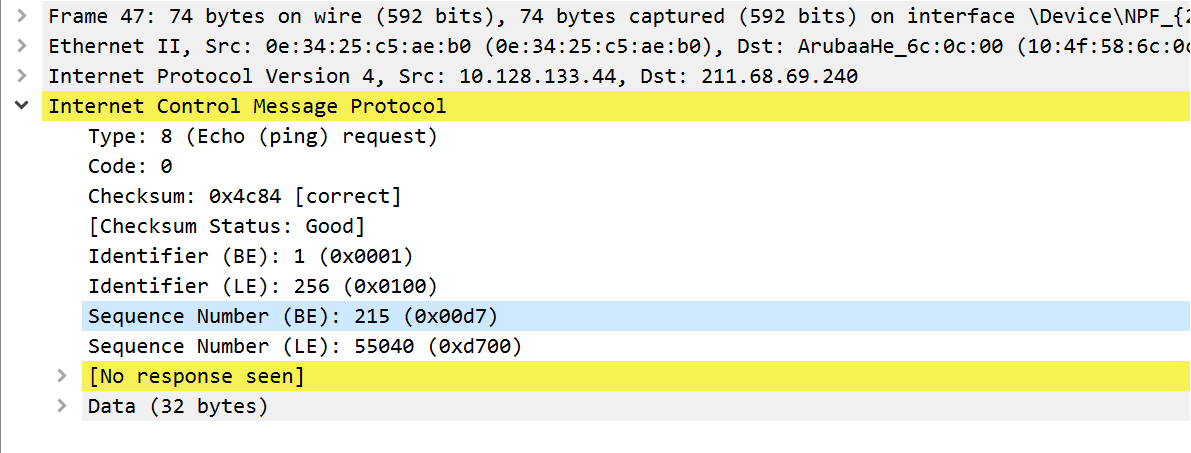 Frame 47: 74 bytes on wire (592 bits), 74 bytes captured (592 bits) on interface \Device\NPF_{
Ethernet II, Src: 0e:34:25:c5:ae:b0 (0e:34:25:c5:ae:b0), Dst: ArubaaHe_6c:0c:00 (10:4f:58:6c:0c
Internet Protocol Version 4, Src: 10.128.133.44, Dst: 211.68.69.240
Internet Control Message Protocol
Type: 8 (Echo (ping) request)
Code: 0
Checksum: 0x4c84 [correct]
[Checksum Status: Good]
Identifier (BE): 1 (0x0001)
Identifier (LE): 256 (0x0100)
Sequence Number (BE): 215 (0x00d7)
Sequence Number (LE): 55040 (0xd700)
[No response seen]
Data (32 bytes)